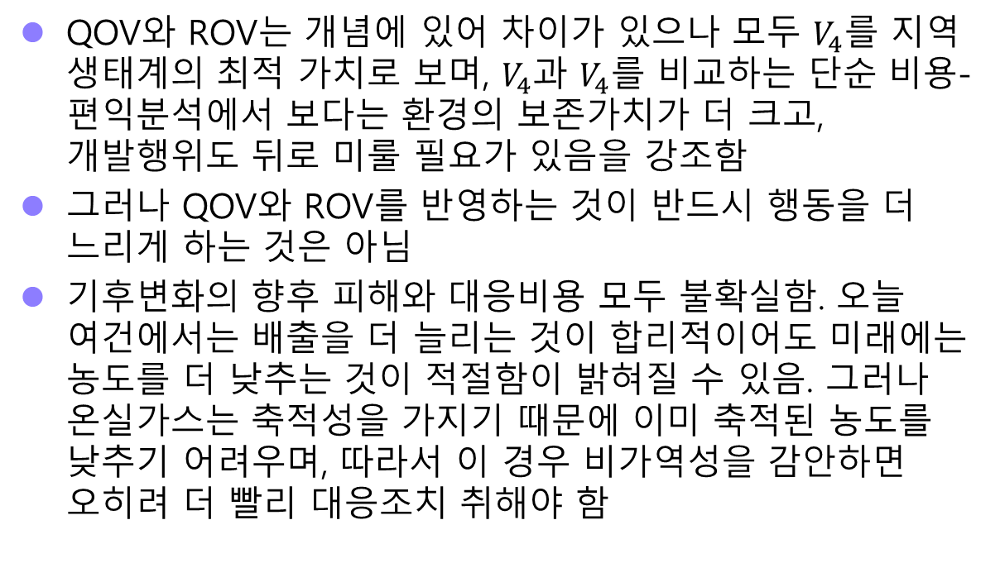 ● QOV와 ROV는 개념에 있어 차이가 있으나 모두 V₄를 지역
생태계의 최적 가치로 보며, V₄과 V₄를 비교하는 단순 비용-
편익분석에서 보다는 환경의 보존가치가 더 크고,
개발행위도 뒤로 미룰 필요가 있음을 강조함
● 그러나 QOV와 ROV를 반영하는 것이 반드시 행동을 더
느리게 하는 것은 아님
● 기후변화의 향후 피해와 대응비용 모두 불확실함. 오늘
여건에서는 배출을 더 늘리는 것이 합리적이어도 미래에는
농도를 더 낮추는 것이 적절함이 밝혀질 수 있음. 그러나
온실가스는 축적성을 가지기 때문에 이미 축적된 농도를
낮추기 어려우며, 따라서 이 경우 비가역성을 감안하면
오히려 더 빨리 대응조치 취해야 함